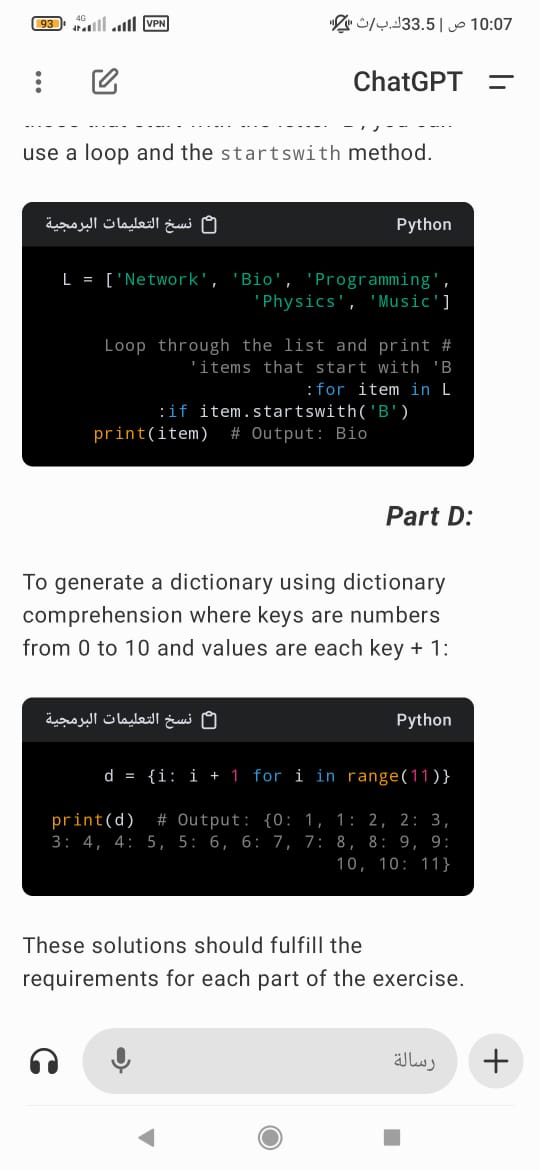 93 4G VPN 33.5ك.ب/ث | 10:07 ص
ChatGPT
use a loop and the startswith method.
نسخ التعليمات البرمجية Python
L = ['Network', 'Bio', 'Programming',
'Physics', 'Music']
# Loop through the list and print
items that start with 'B'
for item in L:
if item.startswith('B'):
print(item) # Output: Bio
Part D:
To generate a dictionary using dictionary
comprehension where keys are numbers
from 0 to 10 and values are each key + 1:
نسخ التعليمات البرمجية Python
d = {i: i + 1 for i in range(11)}
print(d) # Output: {0: 1, 1: 2, 2: 3,
3: 4, 4: 5, 5: 6, 6: 7, 7: 8, 8: 9, 9:
10, 10: 11}
These solutions should fulfill the
requirements for each part of the exercise.
رسالة